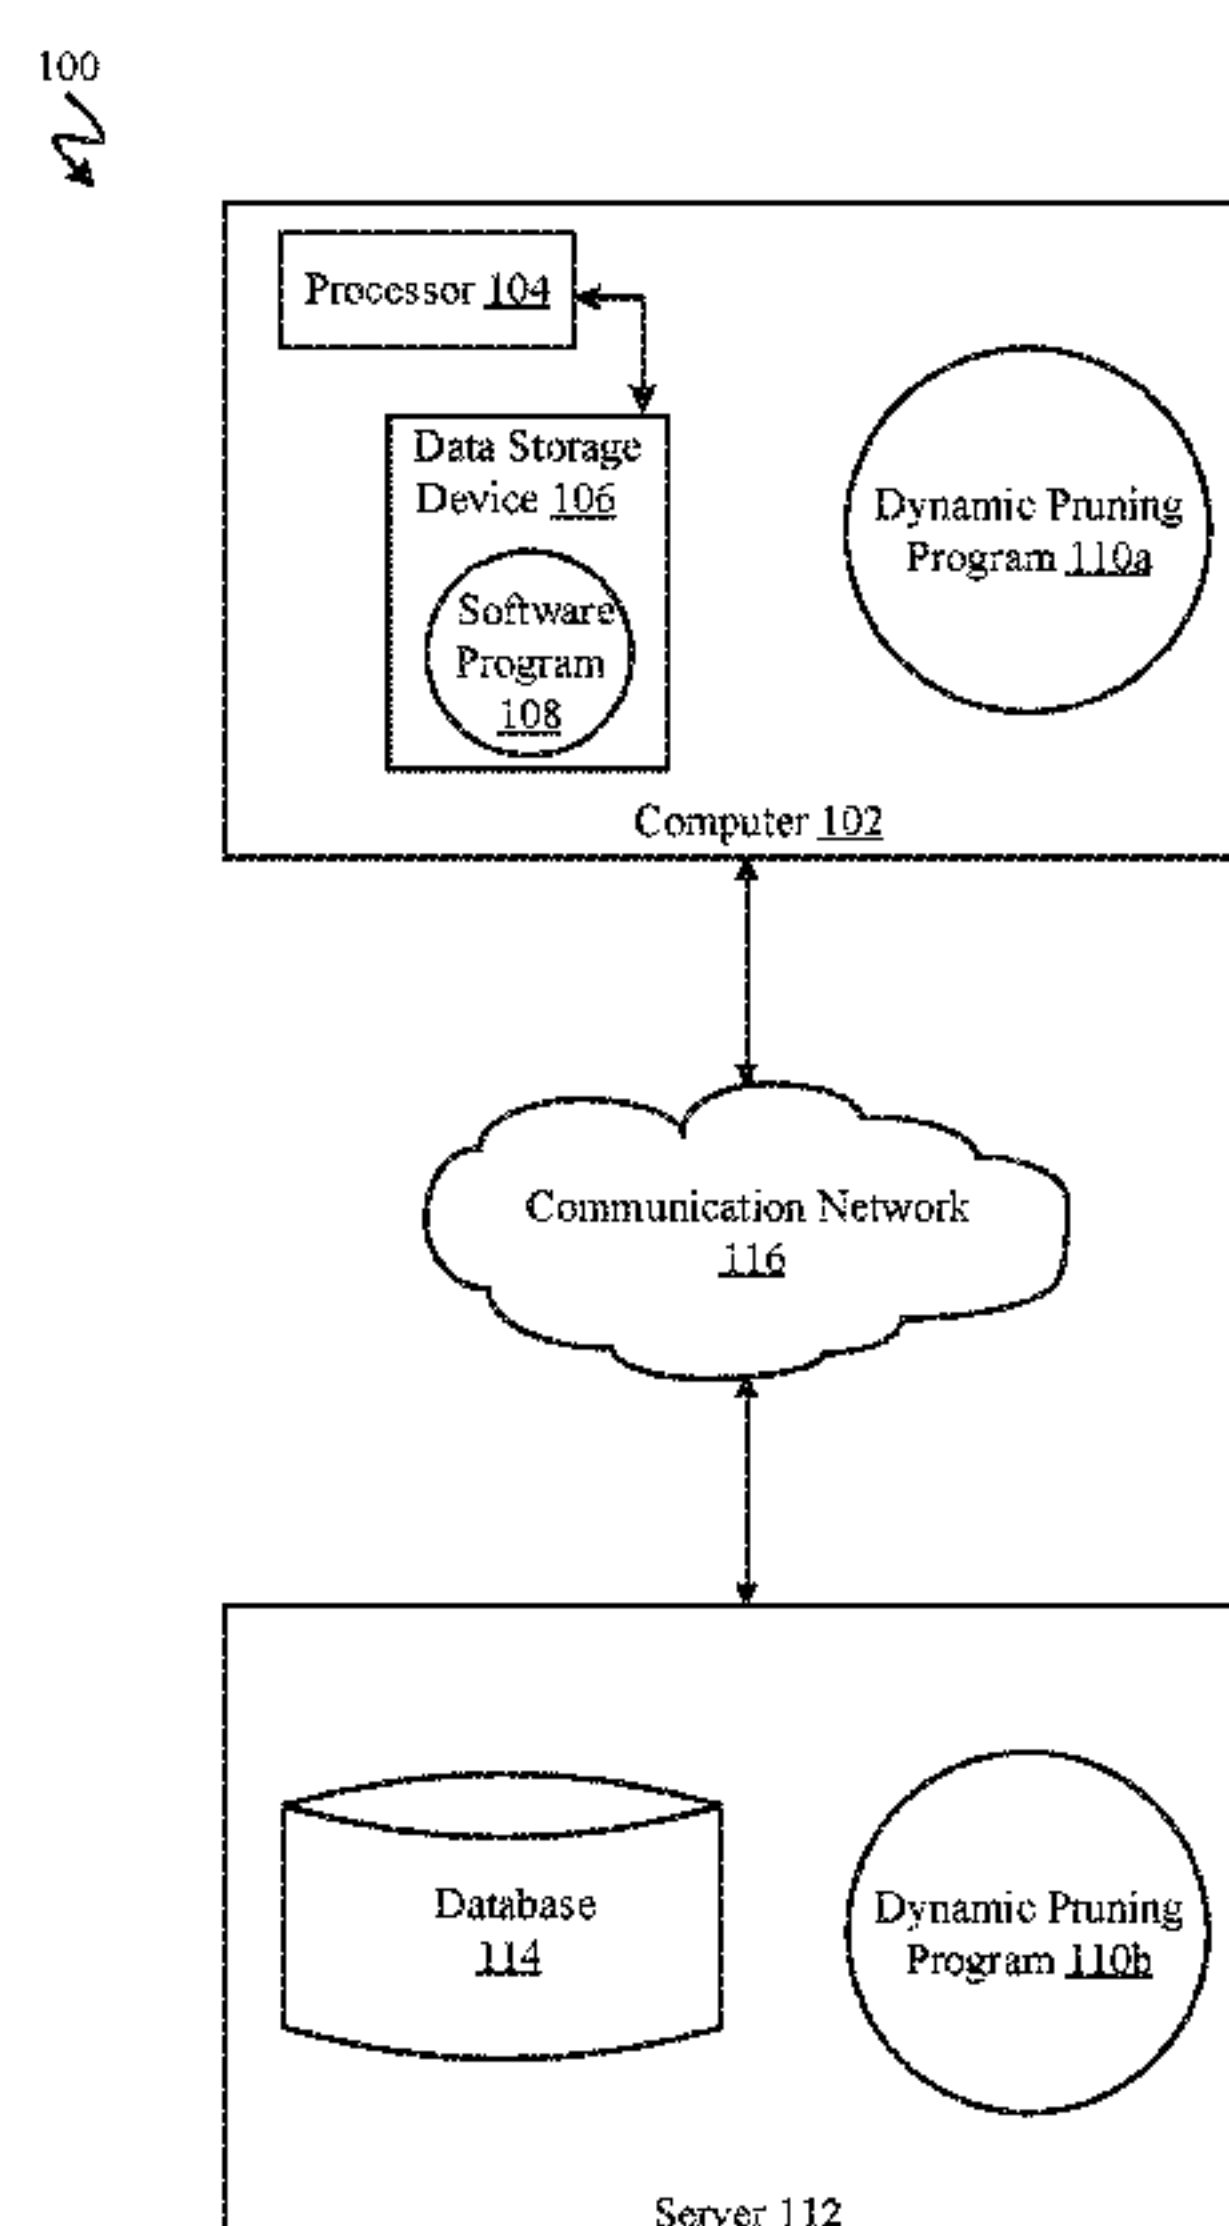 100
Processor 104
Data Storage
Device 106
Software
Program
108
Dynamic Pruning
Program 110a
Computer 102
Communication Network
116
Database
114
Dynamic Pruning
Program 110b
Server 112